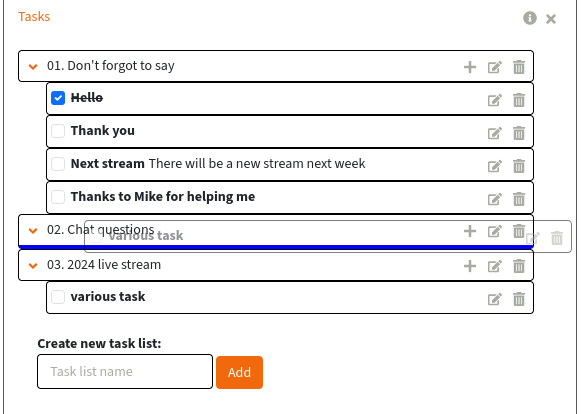 Tasks
01. Don't forgot to say
Hello
Thank you
Next stream There will be a new stream next week
Thanks to Mike for helping me
02. Chat questions
various task
03. 2024 live stream
various task
Create new task list:
Task list name
Add